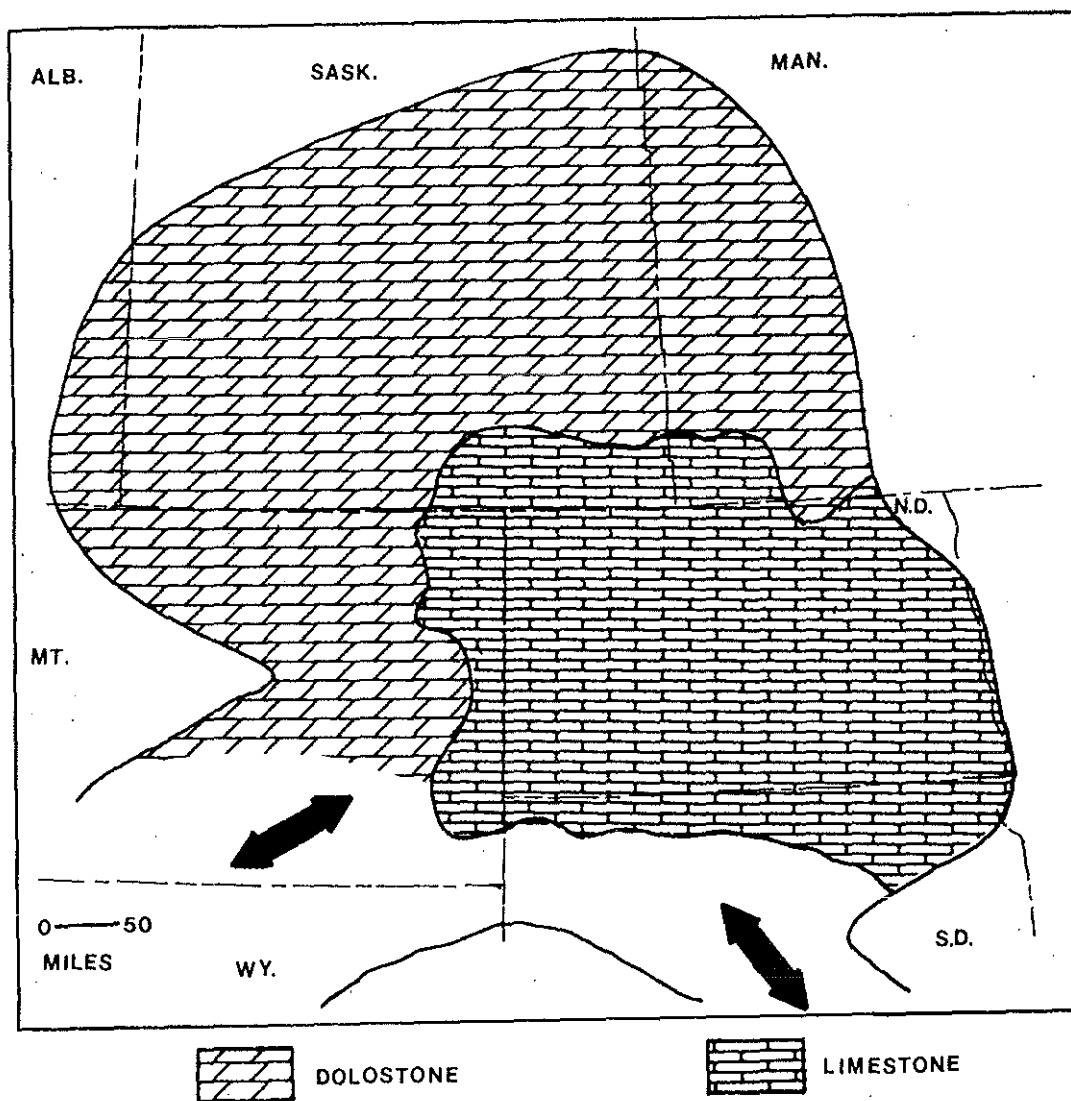 ALB.
SASK.
MAN.
N.D.
MT.
0 50
MILES
WY.
S.D.
DOLOSTONE
LIMESTONE